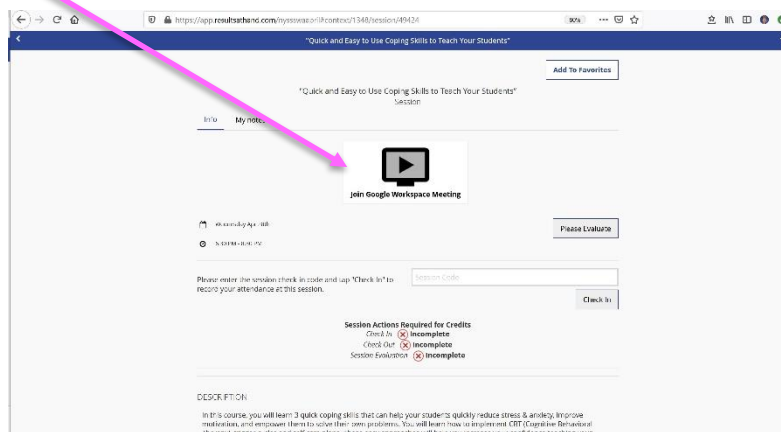 https://app.resultsathand.com/nysswaapril#context/1348/session/49424
90%
"Quick and Easy to Use Coping Skills to Teach Your Students"
Add To Favorites
"Quick and Easy to Use Coping Skills to Teach Your Students"
Session
Info My notes
Join Google Workspace Meeting
Wednesday Apr
Please Evaluate
Please enter the session check in code and tap "Check In" to
record your attendance at this session.
Session Code
Check In
Session Actions Required for Credits
Check In Incomplete
Check Out Incomplete
Session Evaluation Incomplete
DESCRIPTION
In this course, you will learn 3 quick coping skills that can help your students quickly reduce stress & anxiety, improve
motivation, and empower them to solve their own problems. You will learn how to implement CBT (Cognitive Behavioral